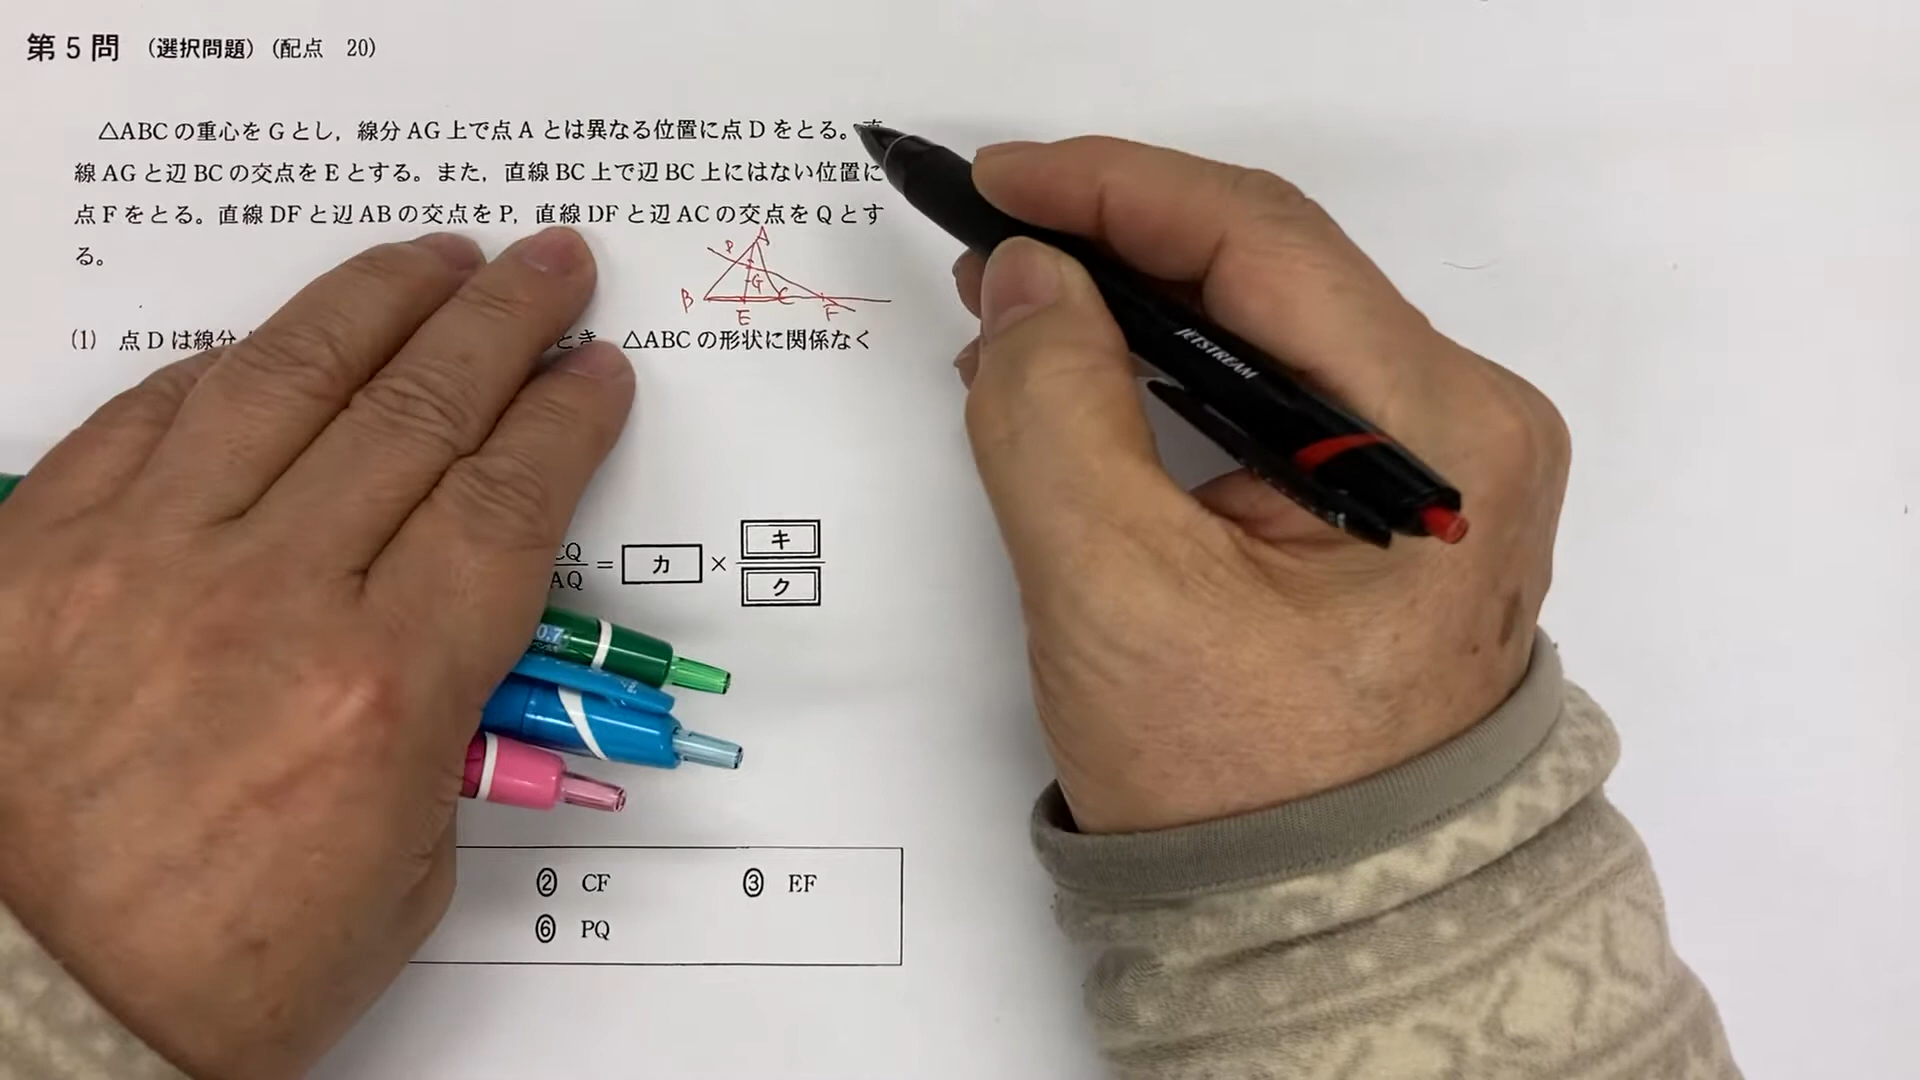 第5問 (選択問題) (配点 20)
△ABCの重心をGとし,線分AG上で点Aとは異なる位置に点Dをとる。
線AGと辺BCの交点をEとする。また,直線BC上で辺BC上にはない位置に
点Fをとる。直線DFと辺ABの交点をP,直線DFと辺ACの交点をQとす
る。
A
P
G
B
C
E
F
(1) 点Dは線分
とき △ABCの形状に関係なく
CQ
AQ
=
カ
×
キ
ク
② CF ③ EF
⑥ PQ
JETSTREAM
0.7